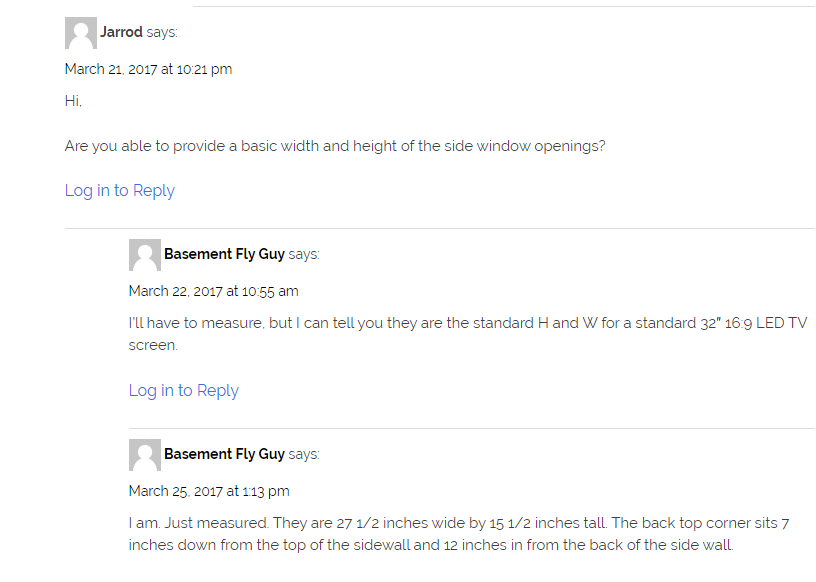 Jarrod says:
March 21, 2017 at 10:21 pm
Hi,
Are you able to provide a basic width and height of the side window openings?
Log in to Reply
Basement Fly Guy says:
March 22, 2017 at 10:55 am
I'll have to measure, but I can tell you they are the standard H and W for a standard 32″ 16:9 LED TV
screen.
Log in to Reply
Basement Fly Guy says:
March 25, 2017 at 1:13 pm
I am. Just measured. They are 27 1/2 inches wide by 15 1/2 inches tall. The back top corner sits 7
inches down from the top of the sidewall and 12 inches in from the back of the side wall.